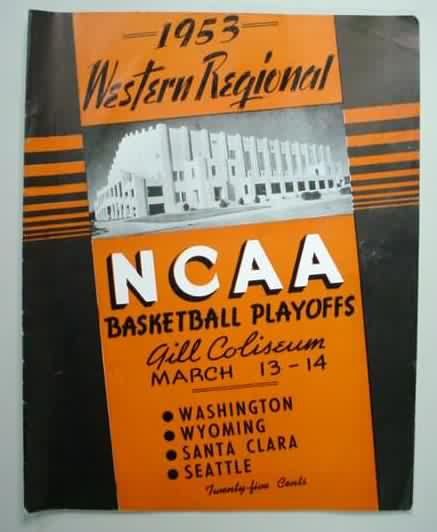 1953
Western Regional
NCAA
BASKETBALL PLAYOFFS
Gill Coliseum
MARCH 13-14
● WASHINGTON
● WYOMING
● SANTA CLARA
● SEATTLE
Twenty-five Cents